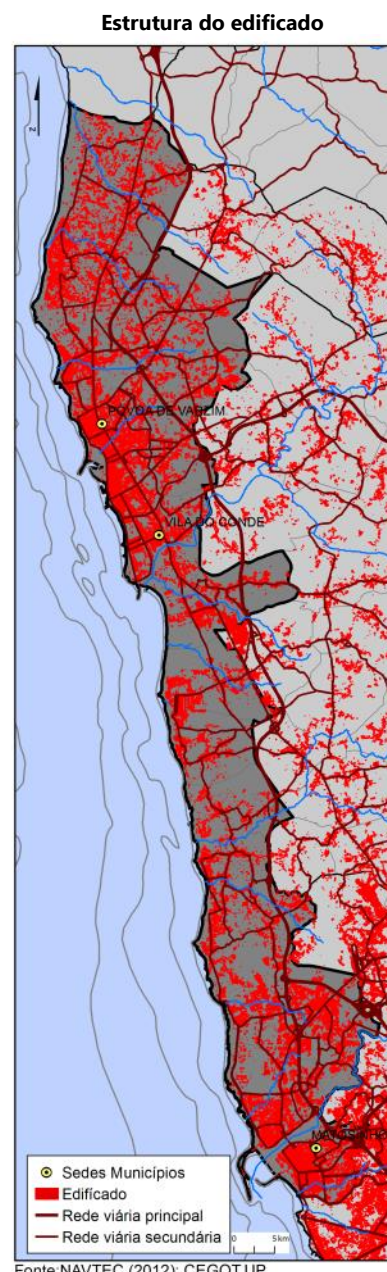 Estrutura do edificado
N
PÓVOA DE VARZIM
VILA DO CONDE
MATOSINHOS
Sedes Municípios
Edificado
Rede viária principal
Rede viária secundária
0 5km
Fonte:NAVTEC (2012); CEGOT.UP